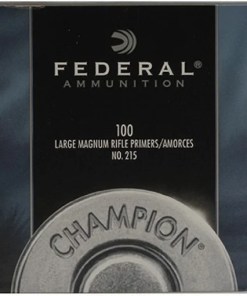 FEDERAL
AMMUNITION
100
LARGE MAGNUM RIFLE PRIMERS/AMORCES
NO. 215
CHAMPION